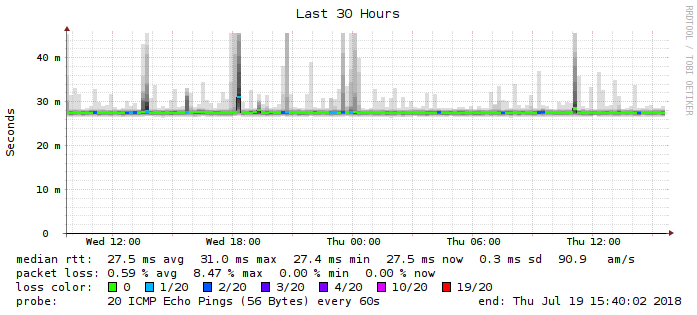 Last 30 Hours
RRDTOOL / TOBI OETIKER
Seconds
40 m
30 m
20 m
10 m
0
Wed 12:00 Wed 18:00 Thu 00:00 Thu 06:00 Thu 12:00
median rtt: 27.5 ms avg 31.0 ms max 27.4 ms min 27.5 ms now 0.3 ms sd 90.9 am/s
packet loss: 0.59 % avg 8.47 % max 0.00 % min 0.00 % now
loss color: 0 1/20 2/20 3/20 4/20 10/20 19/20
probe: 20 ICMP Echo Pings (56 Bytes) every 60s end: Thu Jul 19 15:40:02 2018